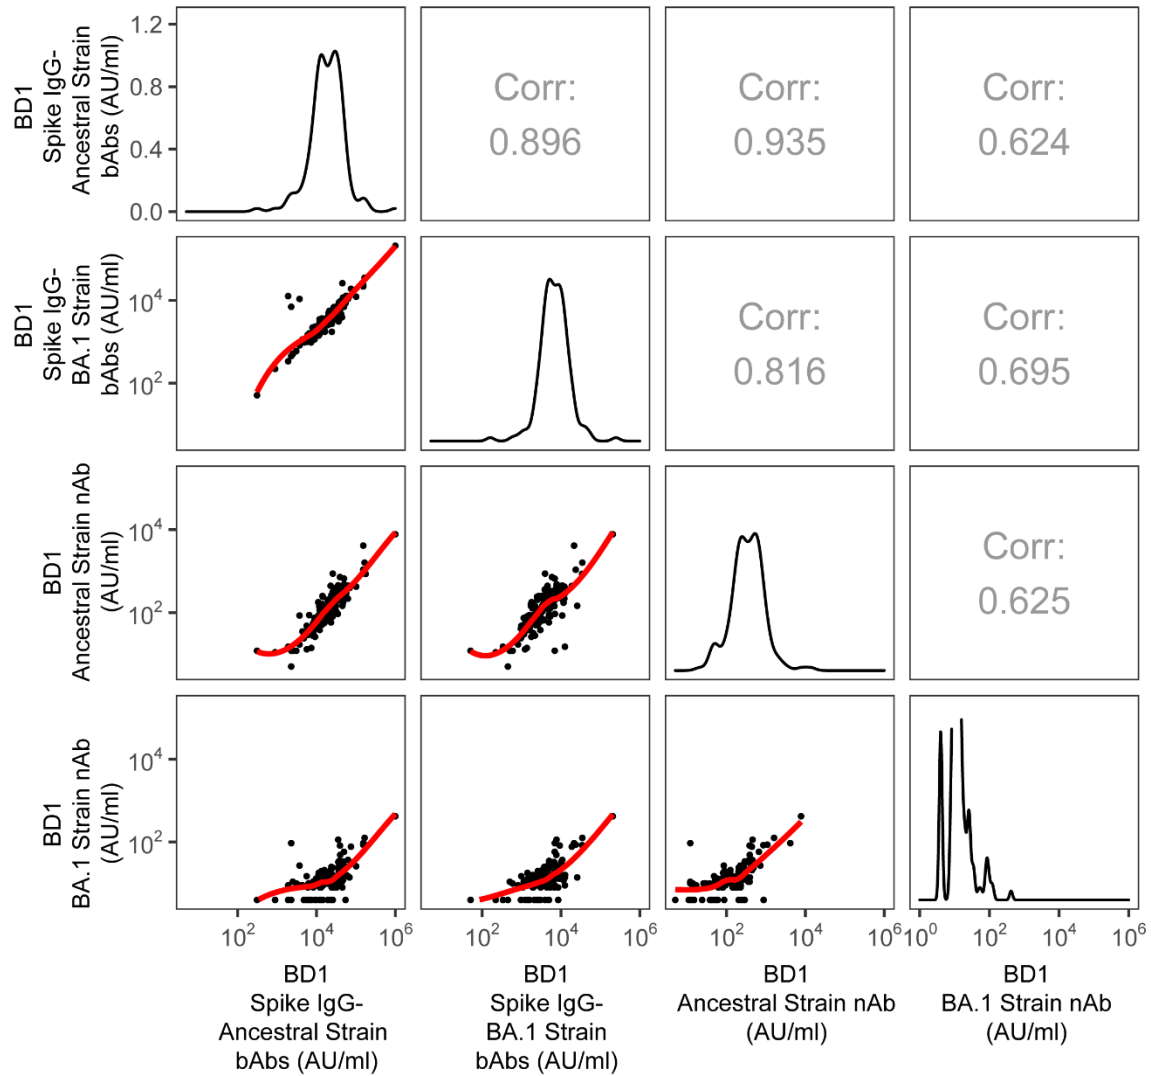 BD1
Spike IgG-
Ancestral Strain
bAbs (AU/ml)
1.2
0.8
0.4
0.0
Corr:
0.896
Corr:
0.935
Corr:
0.624
BD1
Spike IgG-
BA.1 Strain
bAbs (AU/ml)
10⁴
10²
Corr:
0.816
Corr:
0.695
BD1
Ancestral Strain nAb
(AU/ml)
10⁴
10²
Corr:
0.625
BD1
BA.1 Strain nAb
(AU/ml)
10⁴
10²
10² 10⁴ 10⁶
10² 10⁴ 10⁶
10² 10⁴ 10⁶
10⁰ 10² 10⁴ 10⁶
BD1
Spike IgG-
Ancestral Strain
bAbs (AU/ml)
BD1
Spike IgG-
BA.1 Strain
bAbs (AU/ml)
BD1
Ancestral Strain nAb
(AU/ml)
BD1
BA.1 Strain nAb
(AU/ml)